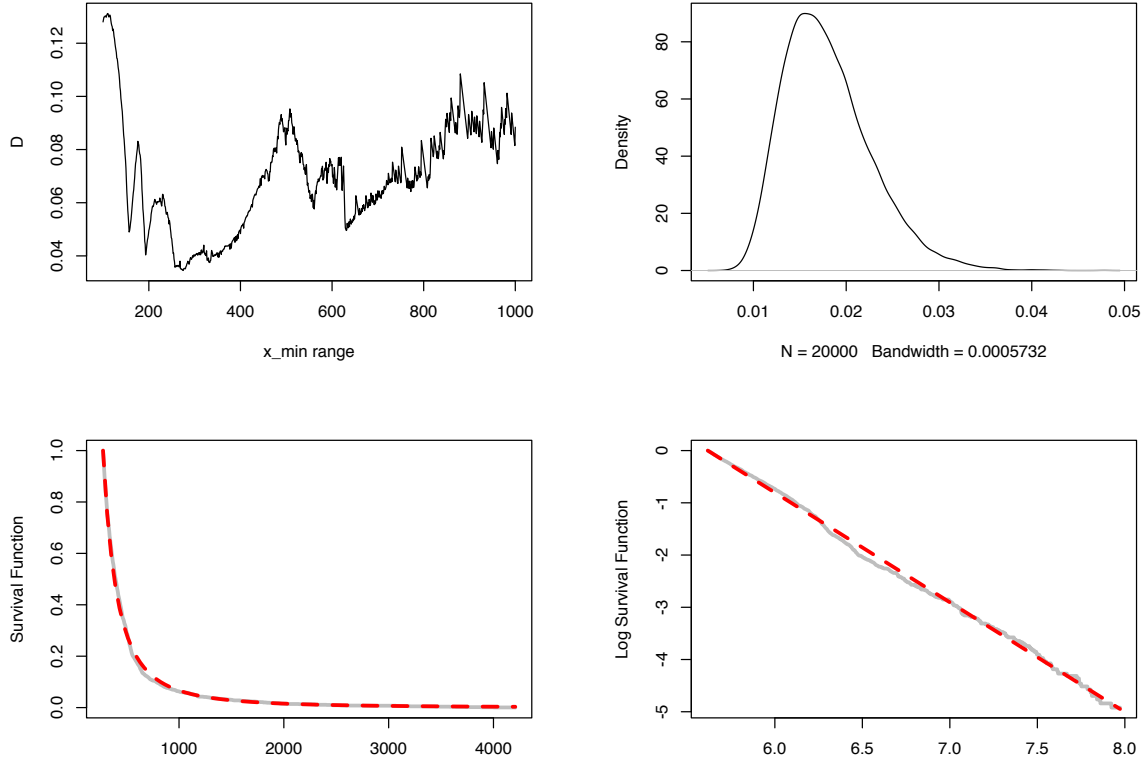 D
0.04 0.06 0.08 0.10 0.12
200 400 600 800 1000
x_min range
Density
0 20 40 60 80
0.01 0.02 0.03 0.04 0.05
N = 20000 Bandwidth = 0.0005732
Survival Function
0.0 0.2 0.4 0.6 0.8 1.0
1000 2000 3000 4000
Log Survival Function
-5 -4 -3 -2 -1 0
6.0 6.5 7.0 7.5 8.0